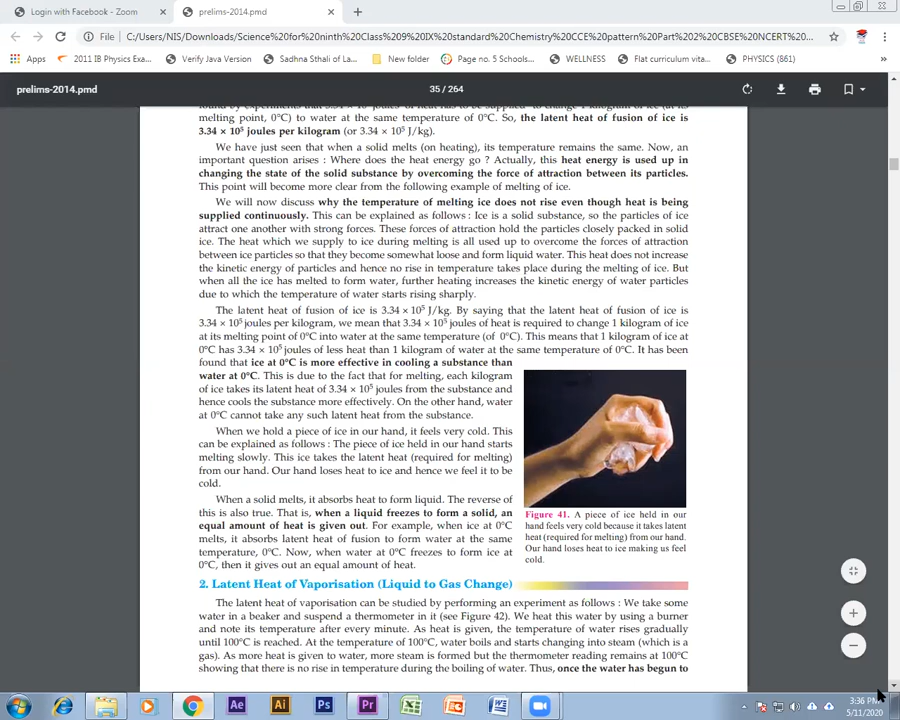 Login with Facebook - Zoom
prelims-2014.pmd
File
C:/Users/NIS/Downloads/Science%20for%20ninth%20Class%209%20IX%20standard%20Chemistry%20CCE%20pattern%20Part%202%20CBSE%20NCERT%20...
Apps
2011 IB Physics Exam...
Verify Java Version
Sadhna Sthali of La...
New folder
Page no. 5 Schools...
WELLNESS
Flat curriculum vita...
PHYSICS (861)
prelims-2014.pmd
35 / 264
found by experiments that 3.34 × 10⁵ joules of heat has to be supplied to change 1 kilogram of ice (at its
melting point, 0°C) to water at the same temperature of 0°C. So, the latent heat of fusion of ice is
3.34 × 10⁵ joules per kilogram (or 3.34 × 10⁵ J/kg).
We have just seen that when a solid melts (on heating), its temperature remains the same. Now, an
important question arises : Where does the heat energy go ? Actually, this heat energy is used up in
changing the state of the solid substance by overcoming the force of attraction between its particles.
This point will become more clear from the following example of melting of ice.
We will now discuss why the temperature of melting ice does not rise even though heat is being
supplied continuously. This can be explained as follows : Ice is a solid substance, so the particles of ice
attract one another with strong forces. These forces of attraction hold the particles closely packed in solid
ice. The heat which we supply to ice during melting is all used up to overcome the forces of attraction
between ice particles so that they become somewhat loose and form liquid water. This heat does not increase
the kinetic energy of particles and hence no rise in temperature takes place during the melting of ice. But
when all the ice has melted to form water, further heating increases the kinetic energy of water particles
due to which the temperature of water starts rising sharply.
The latent heat of fusion of ice is 3.34 × 10⁵ J/kg. By saying that the latent heat of fusion of ice is
3.34 × 10⁵ joules per kilogram, we mean that 3.34 × 10⁵ joules of heat is required to change 1 kilogram of ice
at its melting point of 0°C into water at the same temperature (of 0°C). This means that 1 kilogram of ice at
0°C has 3.34 × 10⁵ joules of less heat than 1 kilogram of water at the same temperature of 0°C. It has been
found that ice at 0°C is more effective in cooling a substance than
water at 0°C. This is due to the fact that for melting, each kilogram
of ice takes its latent heat of 3.34 × 10⁵ joules from the substance and
hence cools the substance more effectively. On the other hand, water
at 0°C cannot take any such latent heat from the substance.
When we hold a piece of ice in our hand, it feels very cold. This
can be explained as follows : The piece of ice held in our hand starts
melting slowly. This ice takes the latent heat (required for melting)
from our hand. Our hand loses heat to ice and hence we feel it to be
cold.
When a solid melts, it absorbs heat to form liquid. The reverse of
this is also true. That is, when a liquid freezes to form a solid, an
equal amount of heat is given out. For example, when ice at 0°C
melts, it absorbs latent heat of fusion to form water at the same
temperature, 0°C. Now, when water at 0°C freezes to form ice at
0°C, then it gives out an equal amount of heat.
Figure 41. A piece of ice held in our
hand feels very cold because it takes latent
heat (required for melting) from our hand.
Our hand loses heat to ice making us feel
cold.
2. Latent Heat of Vaporisation (Liquid to Gas Change)
The latent heat of vaporisation can be studied by performing an experiment as follows : We take some
water in a beaker and suspend a thermometer in it (see Figure 42). We heat this water by using a burner
and note its temperature after every minute. As heat is given, the temperature of water rises gradually
until 100°C is reached. At the temperature of 100°C, water boils and starts changing into steam (which is a
gas). As more heat is given to water, more steam is formed but the thermometer reading remains at 100°C
showing that there is no rise in temperature during the boiling of water. Thus, once the water has begun to
Ae
Ai
Ps
Pr
3:36 PM
5/11/2020